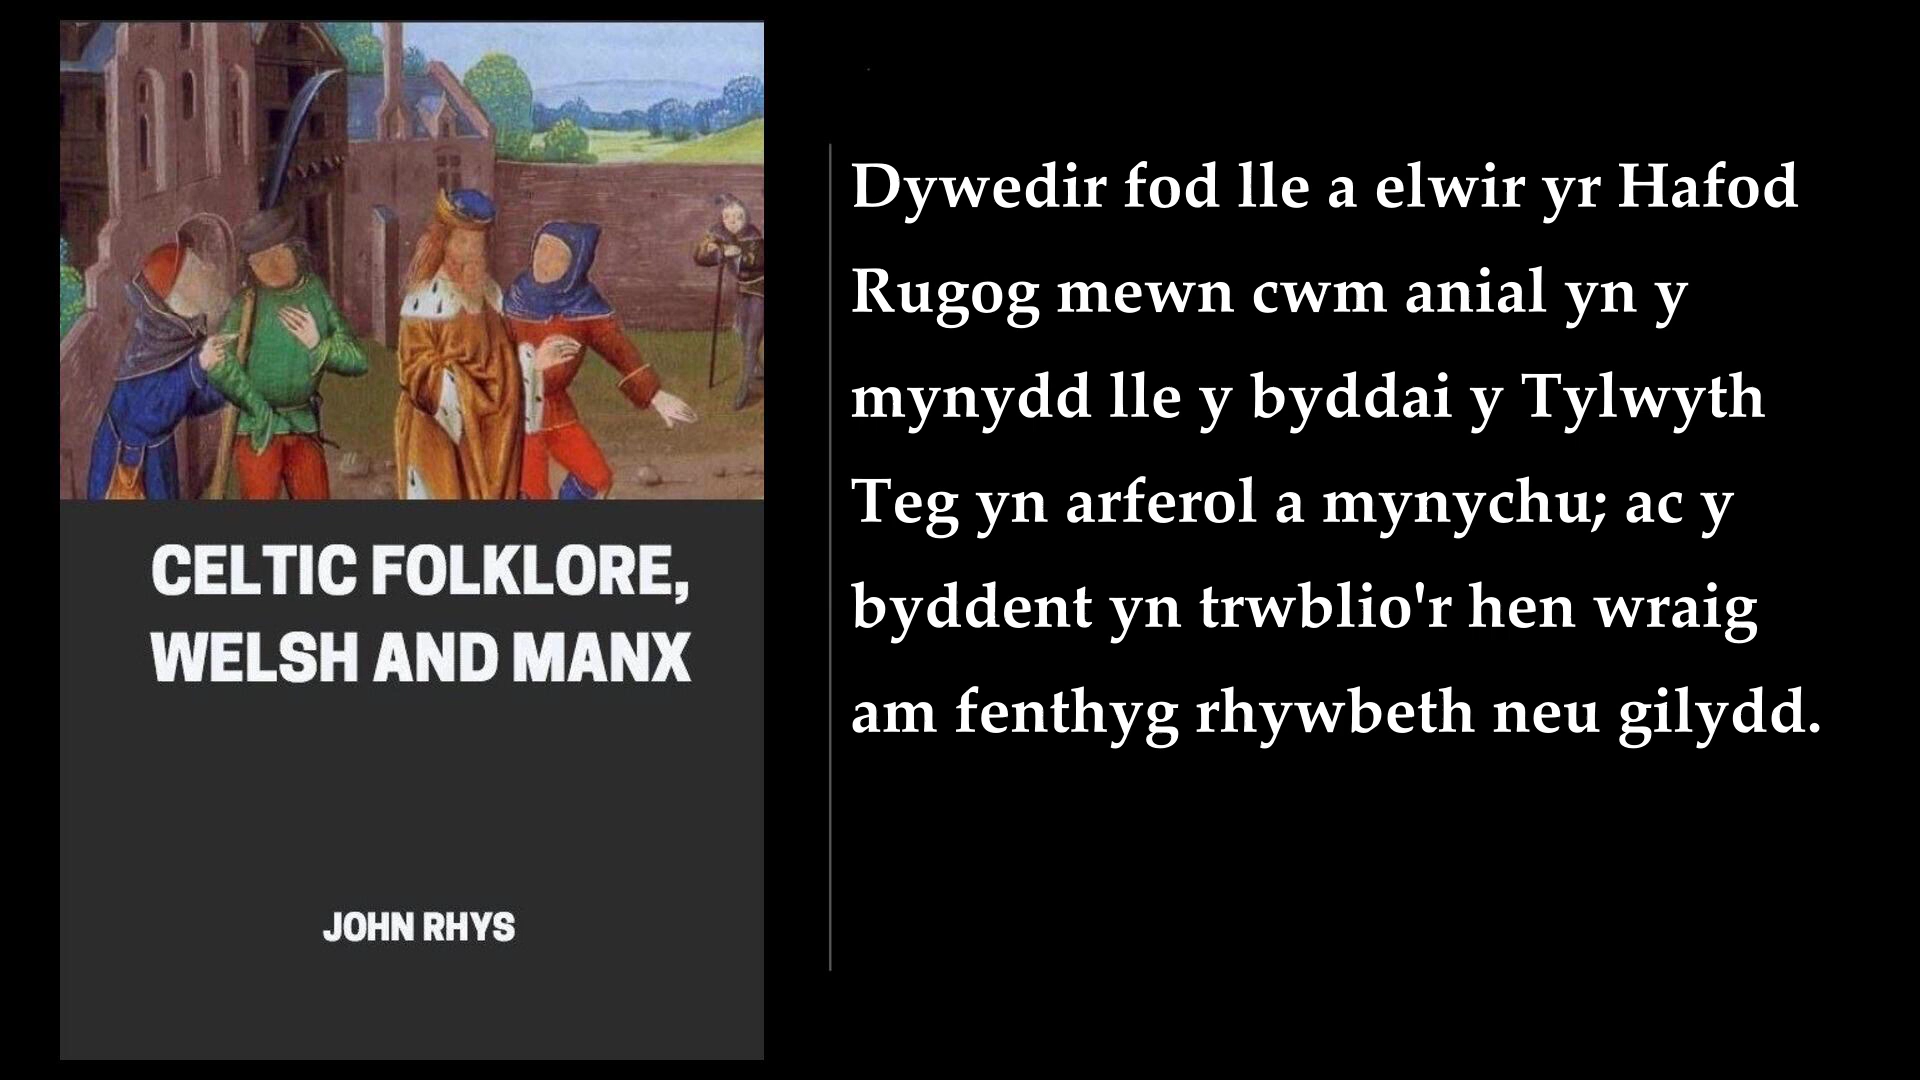 CELTIC FOLKLORE,
WELSH AND MANX
JOHN RHYS
Dywedir fod lle a elwir yr Hafod
Rugog mewn cwm anial yn y
mynydd lle y byddai y Tylwyth
Teg yn arferol a mynychu; ac y
byddent yn trwblio'r hen wraig
am fenthyg rhywbeth neu gilydd.